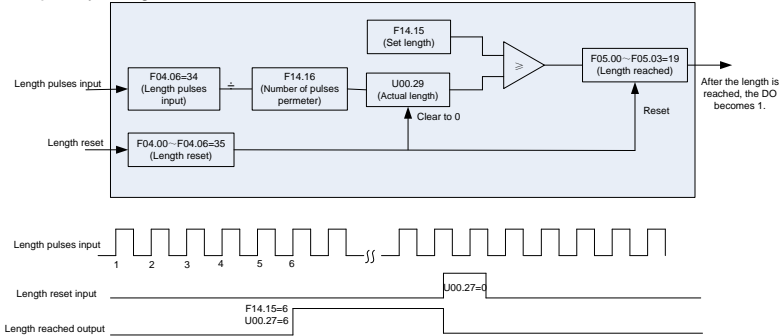 F14.15
(Set length)
F04.06=34
(Length pulses
input)
÷
F14.16
(Number of pulses
permeter)
U00.29
(Actual length)
≥
F05.00～F05.03=19
(Length reached)
Length pulses input
After the length is
reached, the DO
becomes 1.
Clear to 0
Reset
Length reset
F04.00～F04.06=35
(Length reset)
Length pulses input
1 2 3 4 5 6
Length reset input
U00.27=0
F14.15=6
U00.27=6
Length reached output